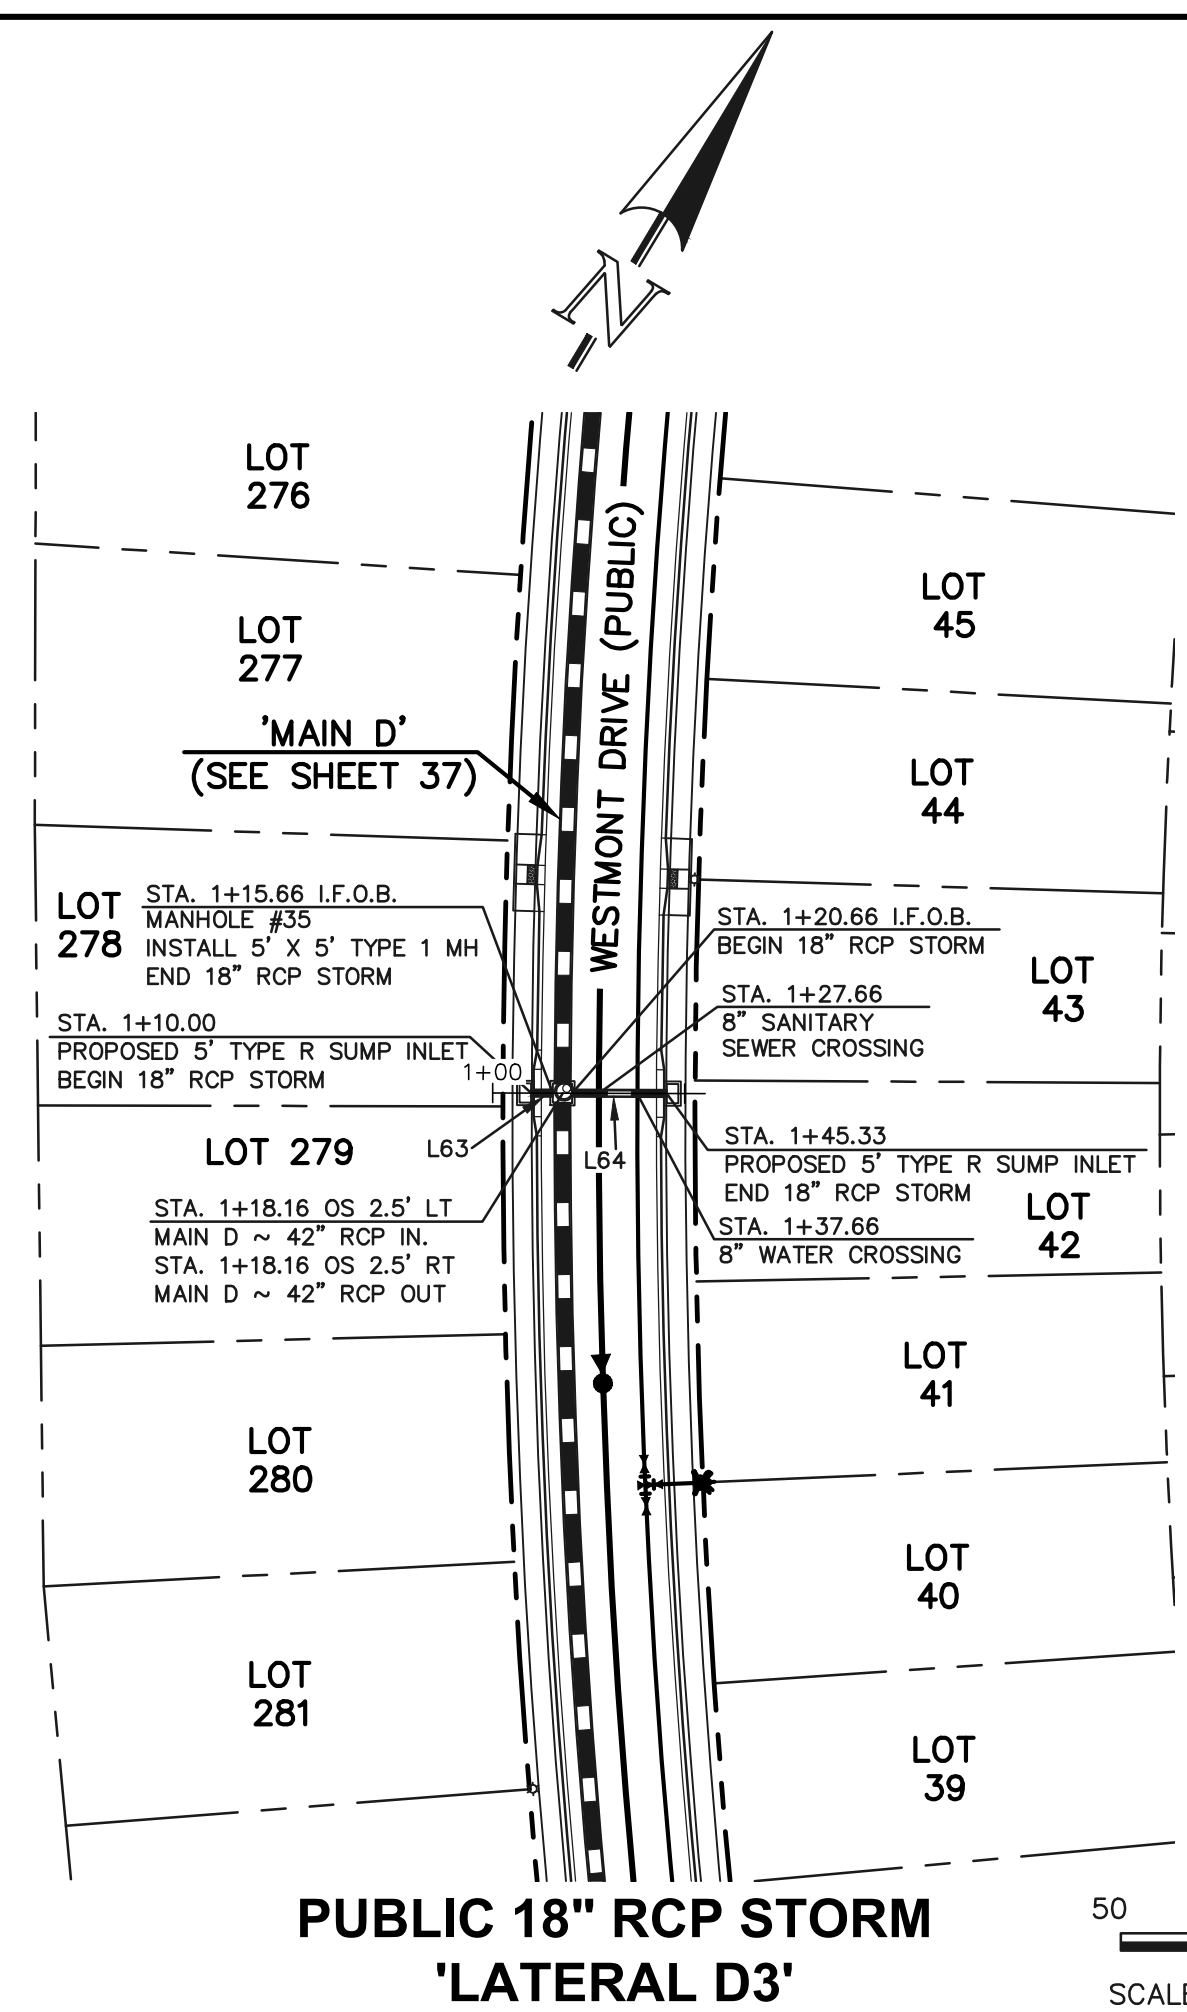 N
LOT
276
LOT
277
'MAIN D'
(SEE SHEET 37)
WESTMONT DRIVE (PUBLIC)
LOT
45
LOT
44
LOT
278
STA. 1+15.66 I.F.O.B.
MANHOLE #35
INSTALL 5' X 5' TYPE 1 MH
END 18" RCP STORM
STA. 1+20.66 I.F.O.B.
BEGIN 18" RCP STORM
LOT
43
STA. 1+27.66
8" SANITARY
SEWER CROSSING
STA. 1+10.00
PROPOSED 5' TYPE R SUMP INLET
BEGIN 18" RCP STORM
1+00
L63
L64
LOT 279
STA. 1+45.33
PROPOSED 5' TYPE R SUMP INLET
END 18" RCP STORM
STA. 1+37.66
8" WATER CROSSING
LOT
42
STA. 1+18.16 OS 2.5' LT
MAIN D ~ 42" RCP IN.
STA. 1+18.16 OS 2.5' RT
MAIN D ~ 42" RCP OUT
LOT
41
LOT
280
LOT
40
LOT
281
LOT
39
PUBLIC 18" RCP STORM
'LATERAL D3'
50
SCALE